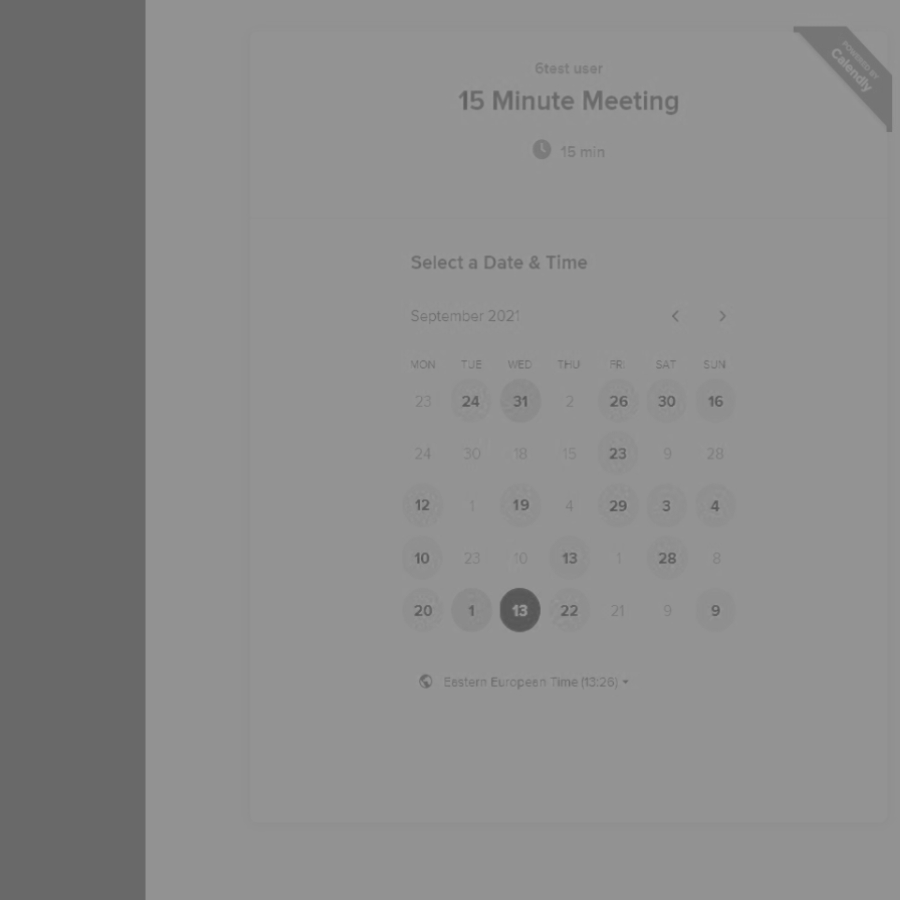 POWERED BY
Calendly
6test user
15 Minute Meeting
15 min
Select a Date & Time
September 2021
MON TUE WED THU FRI SAT SUN
23 24 31 2 26 30 16
24 30 18 15 23 9 28
12 1 19 4 29 3 4
10 23 10 13 1 28 8
20 1 13 22 21 9 9
Eastern European Time (13:26)